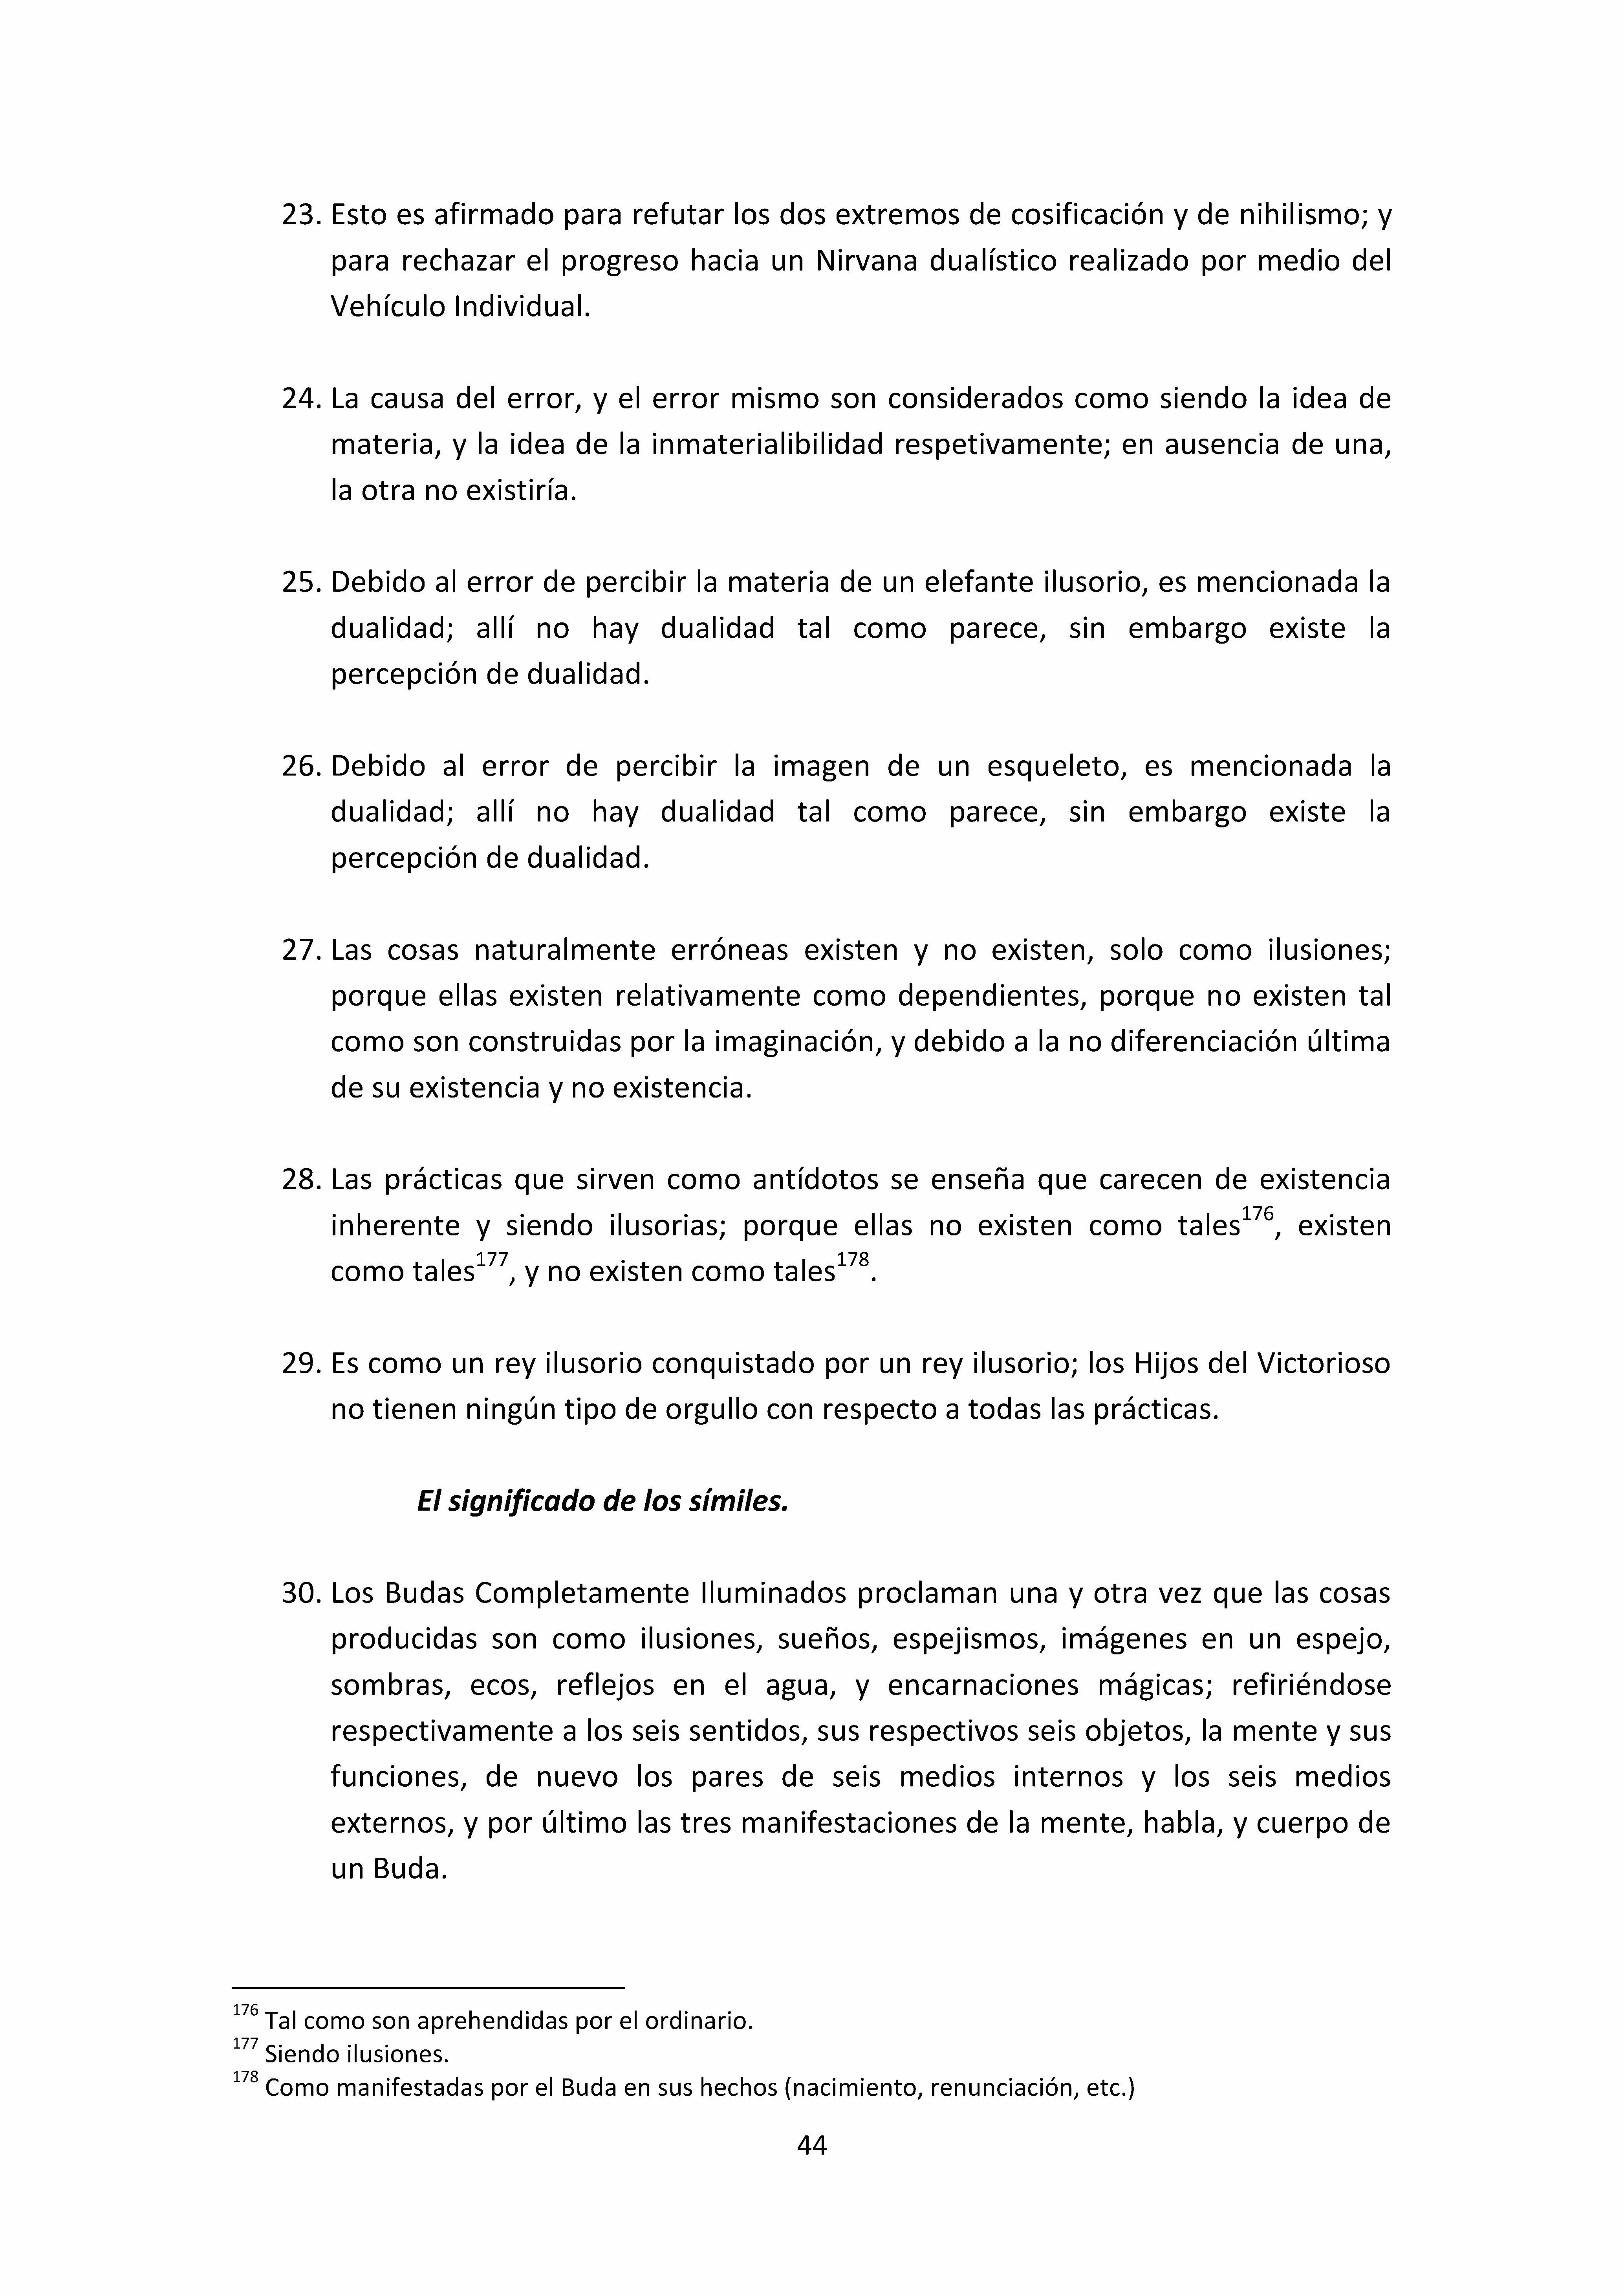 23. Esto es afirmado para refutar los dos extremos de cosificación y de nihilismo; y
para rechazar el progreso hacia un Nirvana dualístico realizado por medio del
Vehículo Individual.
24. La causa del error, y el error mismo son considerados como siendo la idea de
materia, y la idea de la inmaterialibilidad respetivamente; en ausencia de una,
la otra no existiría.
25. Debido al error de percibir la materia de un elefante ilusorio, es mencionada la
dualidad; allí no hay dualidad tal como parece, sin embargo existe la
percepción de dualidad.
26. Debido al error de percibir la imagen de un esqueleto, es mencionada la
dualidad; allí no hay dualidad tal como parece, sin embargo existe la
percepción de dualidad.
27. Las cosas naturalmente erróneas existen y no existen, solo como ilusiones;
porque ellas existen relativamente como dependientes, porque no existen tal
como son construidas por la imaginación, y debido a la no diferenciación última
de su existencia y no existencia.
28. Las prácticas que sirven como antídotos se enseña que carecen de existencia
inherente y siendo ilusorias; porque ellas no existen como tales176, existen
como tales177, y no existen como tales178.
29. Es como un rey ilusorio conquistado por un rey ilusorio; los Hijos del Victorioso
no tienen ningún tipo de orgullo con respecto a todas las prácticas.
El significado de los símiles.
30. Los Budas Completamente Iluminados proclaman una y otra vez que las cosas
producidas son como ilusiones, sueños, espejismos, imágenes en un espejo,
sombras, ecos, reflejos en el agua, y encarnaciones mágicas; refiriéndose
respectivamente a los seis sentidos, sus respectivos seis objetos, la mente y sus
funciones, de nuevo los pares de seis medios internos y los seis medios
externos, y por último las tres manifestaciones de la mente, habla, y cuerpo de
un Buda.
176 Tal como son aprehendidas por el ordinario.
177 Siendo ilusiones.
178 Como manifestadas por el Buda en sus hechos (nacimiento, renunciación, etc.)
44